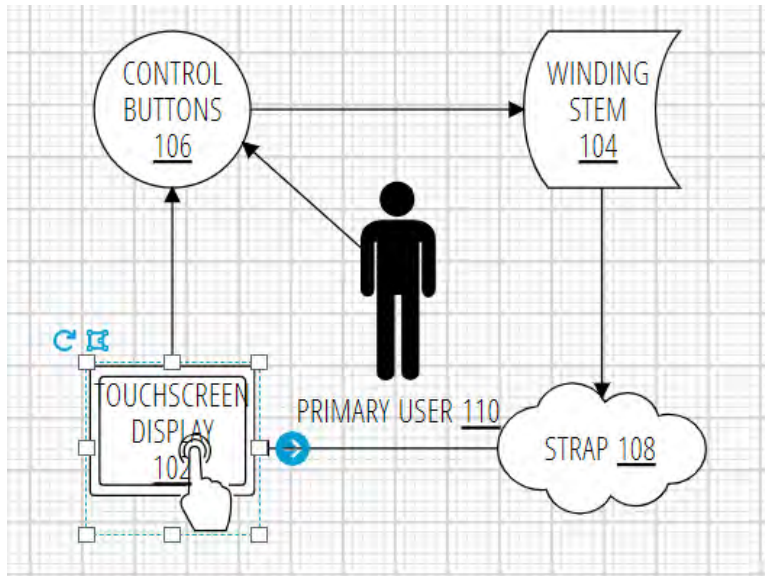 CONTROL
BUTTONS
106
WINDING
STEM
104
TOUCHSCREEN
DISPLAY
102
PRIMARY USER 110
STRAP 108